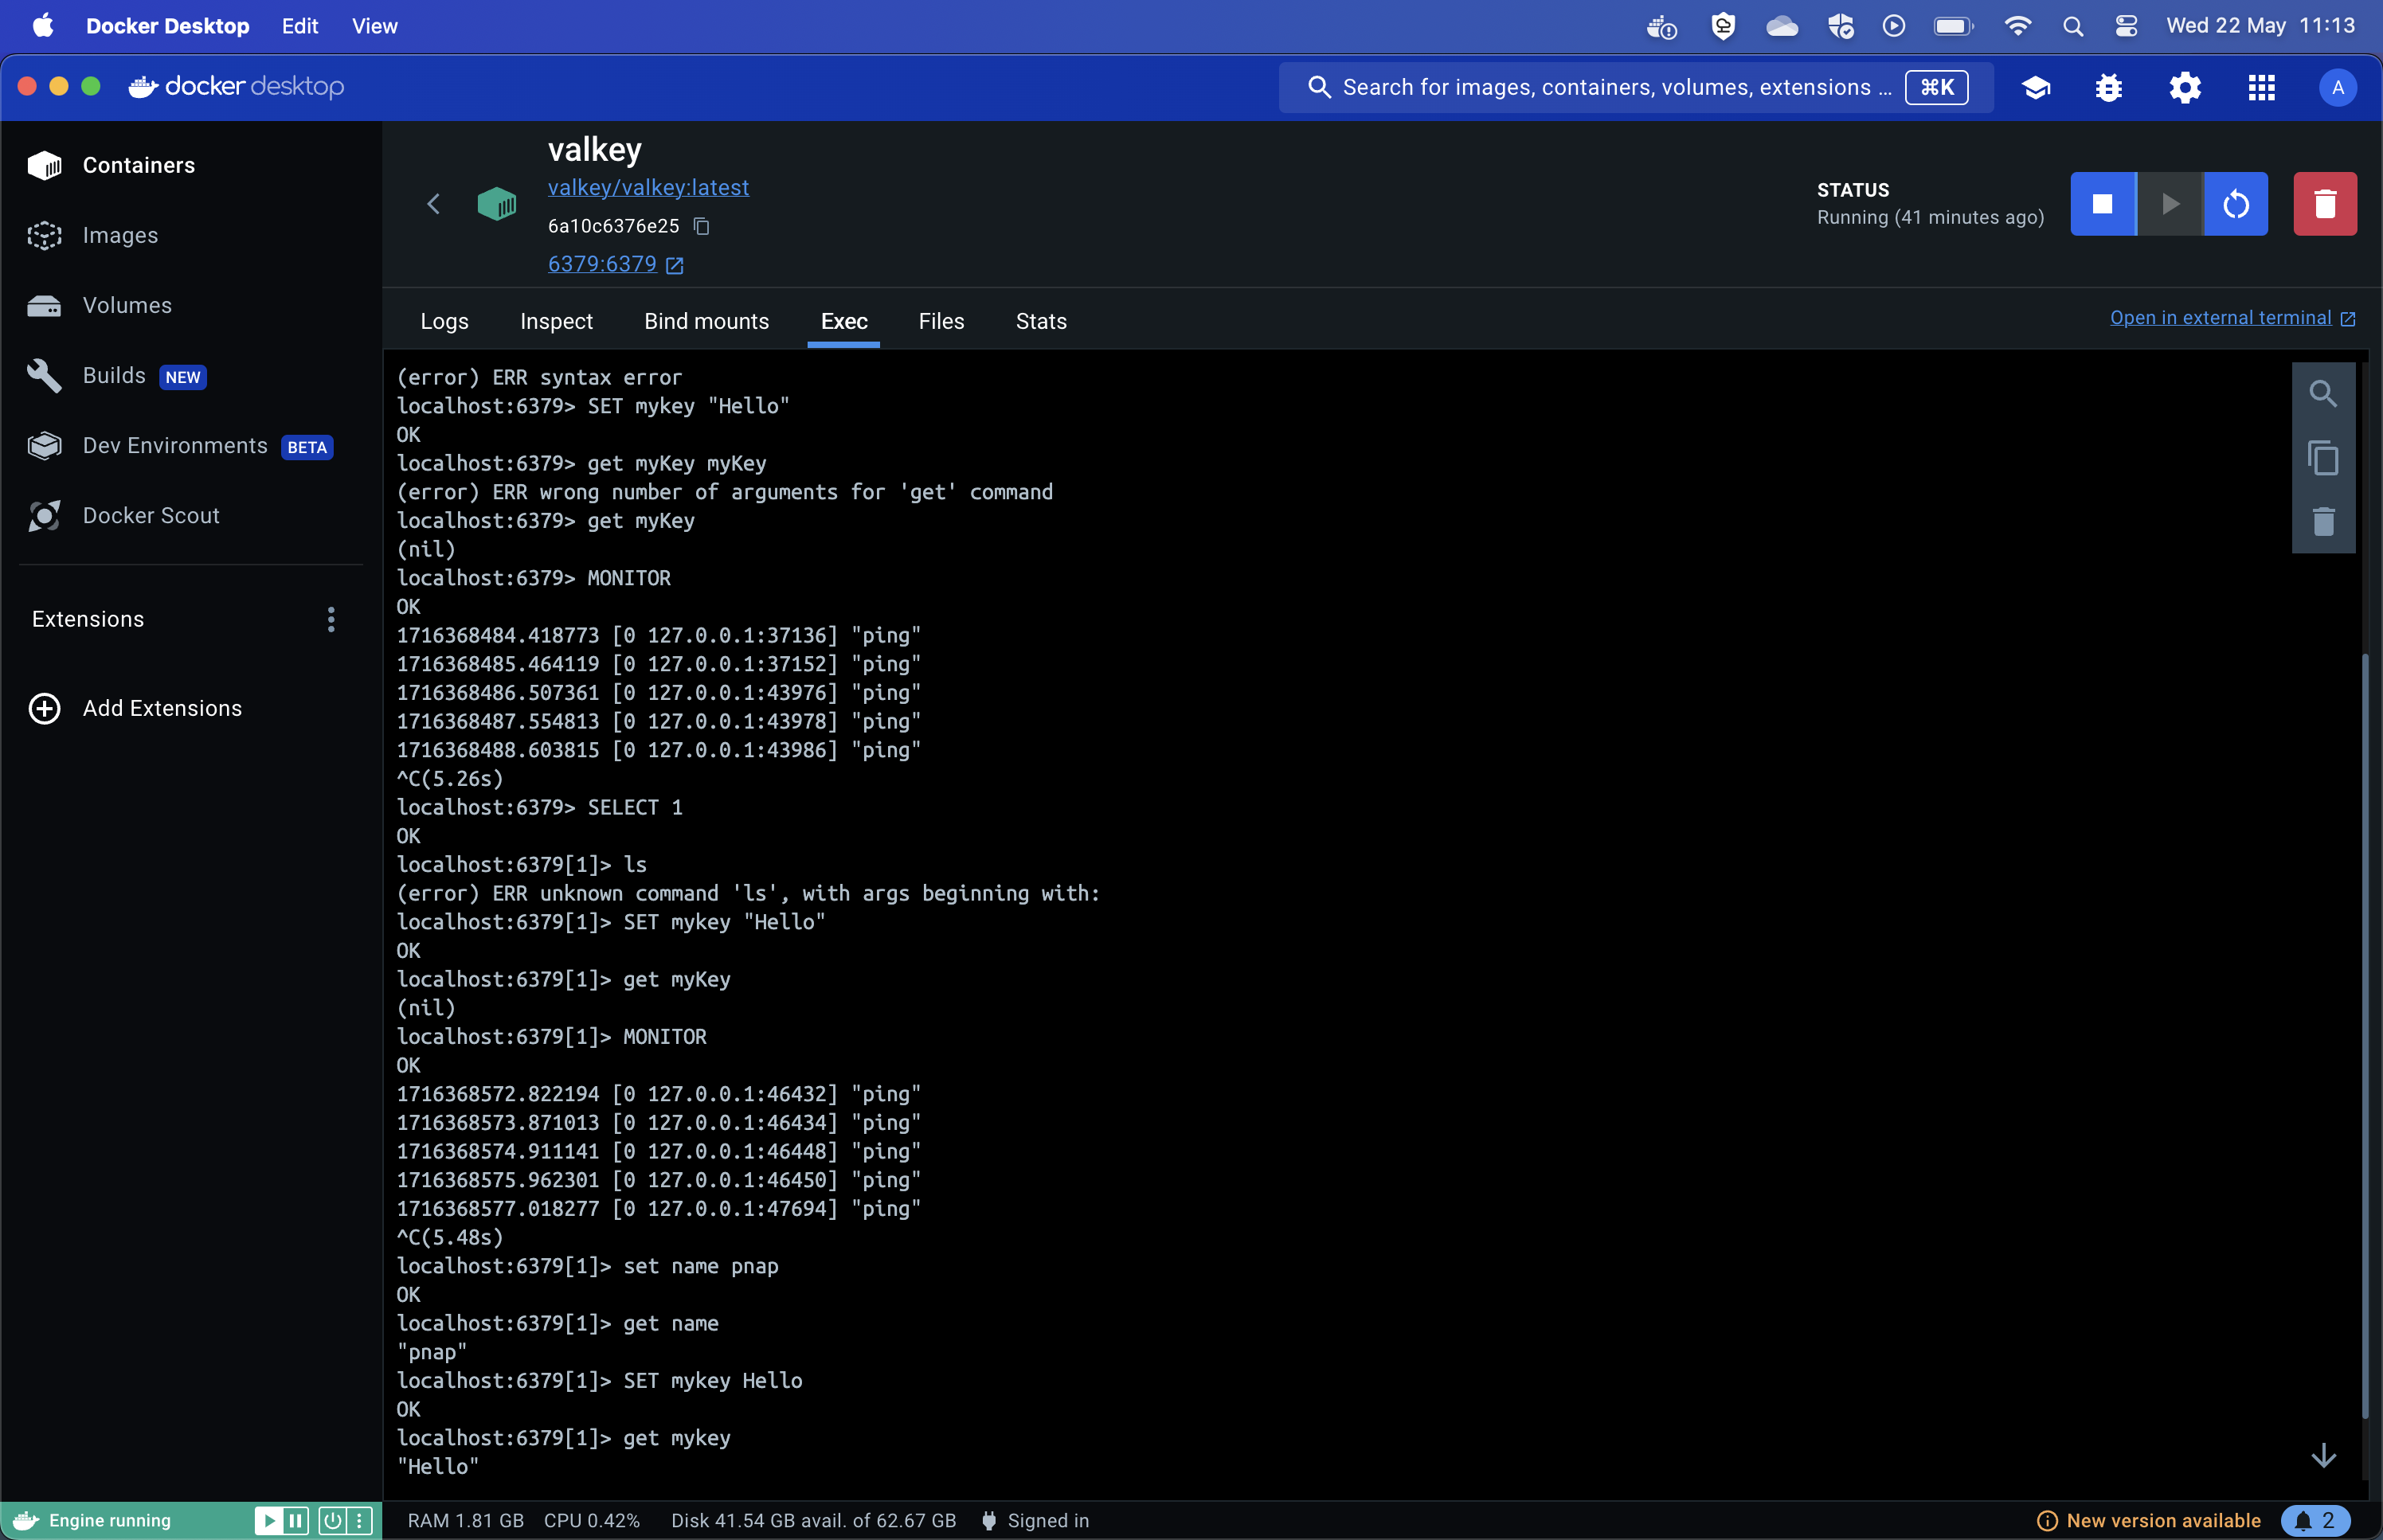 Docker Desktop Edit View Wed 22 May 11:13
docker desktop Search for images, containers, volumes, extensions ... ⌘K A
Containers
Images
Volumes
Builds NEW
Dev Environments BETA
Docker Scout
Extensions
Add Extensions
valkey
valkey/valkey:latest
6a10c6376e25
6379:6379
STATUS
Running (41 minutes ago)
Logs Inspect Bind mounts Exec Files Stats Open in external terminal
(error) ERR syntax error
localhost:6379> SET mykey "Hello"
OK
localhost:6379> get myKey myKey
(error) ERR wrong number of arguments for 'get' command
localhost:6379> get myKey
(nil)
localhost:6379> MONITOR
OK
1716368484.418773 [0 127.0.0.1:37136] "ping"
1716368485.464119 [0 127.0.0.1:37152] "ping"
1716368486.507361 [0 127.0.0.1:43976] "ping"
1716368487.554813 [0 127.0.0.1:43978] "ping"
1716368488.603815 [0 127.0.0.1:43986] "ping"
^C(5.26s)
localhost:6379> SELECT 1
OK
localhost:6379[1]> ls
(error) ERR unknown command 'ls', with args beginning with:
localhost:6379[1]> SET mykey "Hello"
OK
localhost:6379[1]> get myKey
(nil)
localhost:6379[1]> MONITOR
OK
1716368572.822194 [0 127.0.0.1:46432] "ping"
1716368573.871013 [0 127.0.0.1:46434] "ping"
1716368574.911141 [0 127.0.0.1:46448] "ping"
1716368575.962301 [0 127.0.0.1:46450] "ping"
1716368577.018277 [0 127.0.0.1:47694] "ping"
^C(5.48s)
localhost:6379[1]> set name pnap
OK
localhost:6379[1]> get name
"pnap"
localhost:6379[1]> SET mykey Hello
OK
localhost:6379[1]> get mykey
"Hello"
Engine running RAM 1.81 GB CPU 0.42% Disk 41.54 GB avail. of 62.67 GB Signed in New version available 2